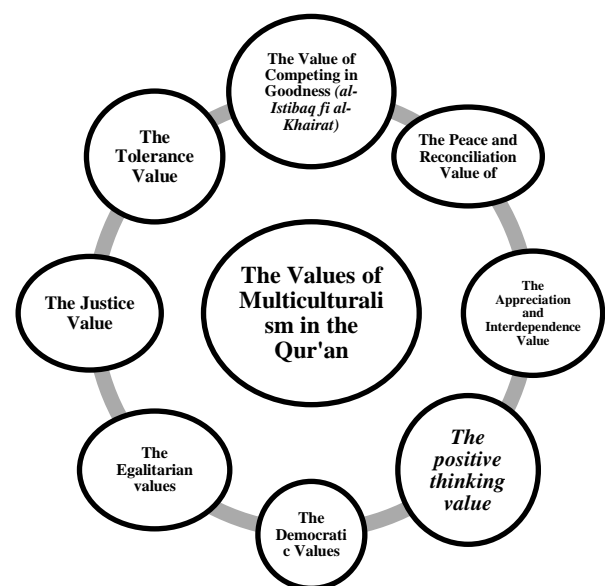 The Value of
Competing in
Goodness (al-
Istibaq fi al-
Khairat)
The Peace and
Reconciliation
Value of
The
Appreciation
and
Interdependence
Value
The
positive
thinking
value
The
Democrati
c Values
The
Egalitarian
values
The Justice
Value
The
Tolerance
Value
The Values of
Multiculturali
sm in the
Qur'an